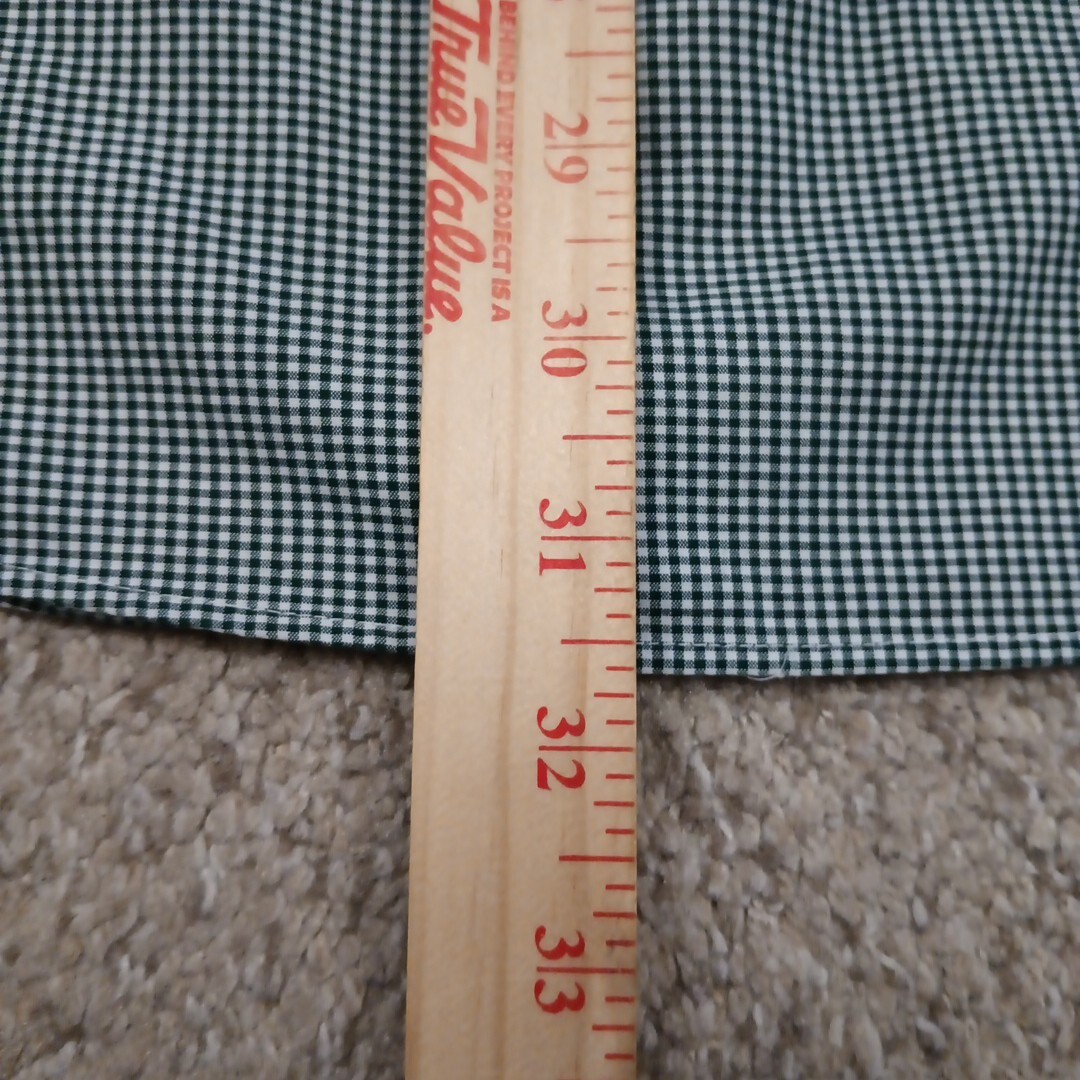 BEHIND EVERY PROJECT IS A
True Value.
29
30
31
32
33